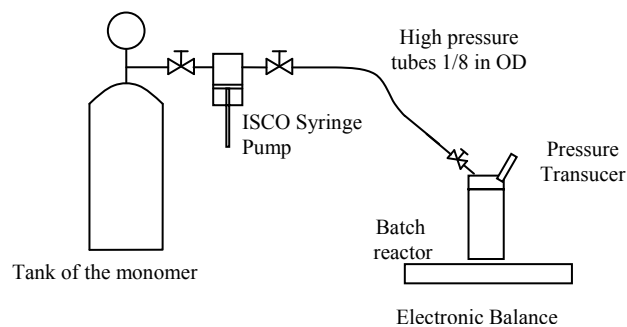 High pressure
tubes 1/8 in OD
ISCO Syringe
Pump
Pressure
Transucer
Batch
reactor
Tank of the monomer
Electronic Balance